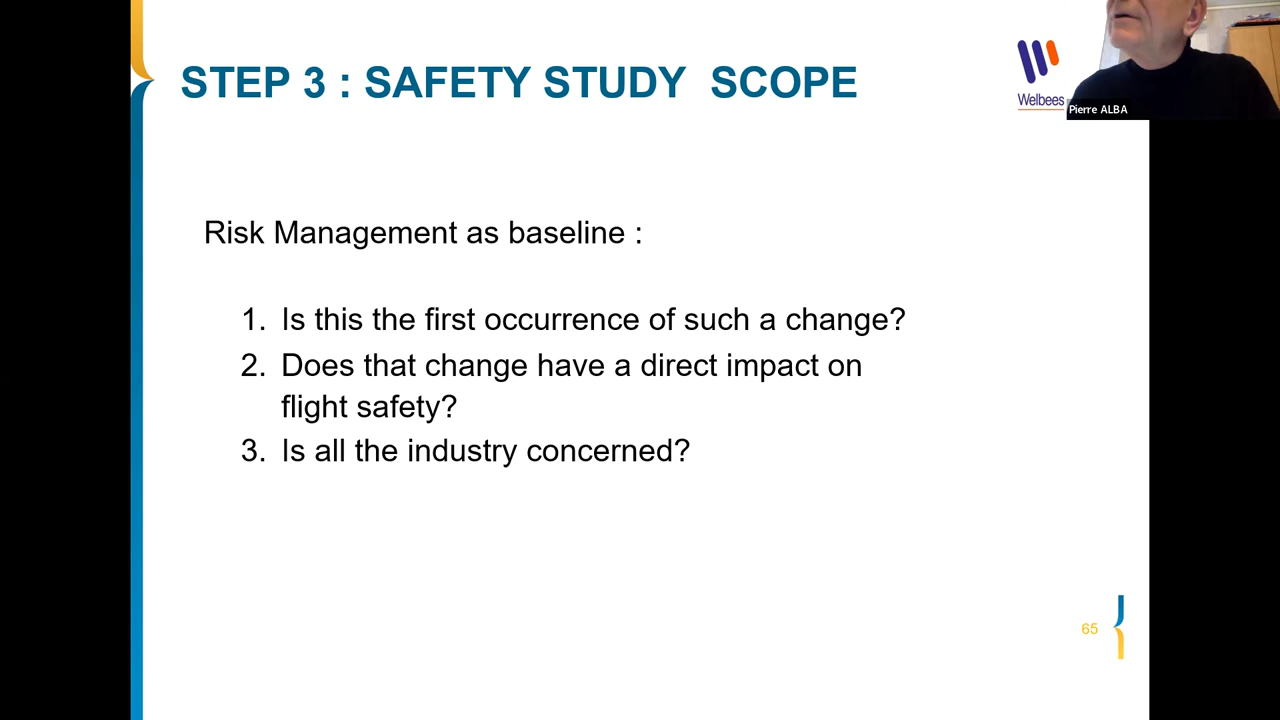 STEP 3 : SAFETY STUDY SCOPE
Welbees
Pierre ALBA
Risk Management as baseline :
1. Is this the first occurrence of such a change?
2. Does that change have a direct impact on
flight safety?
3. Is all the industry concerned?
65